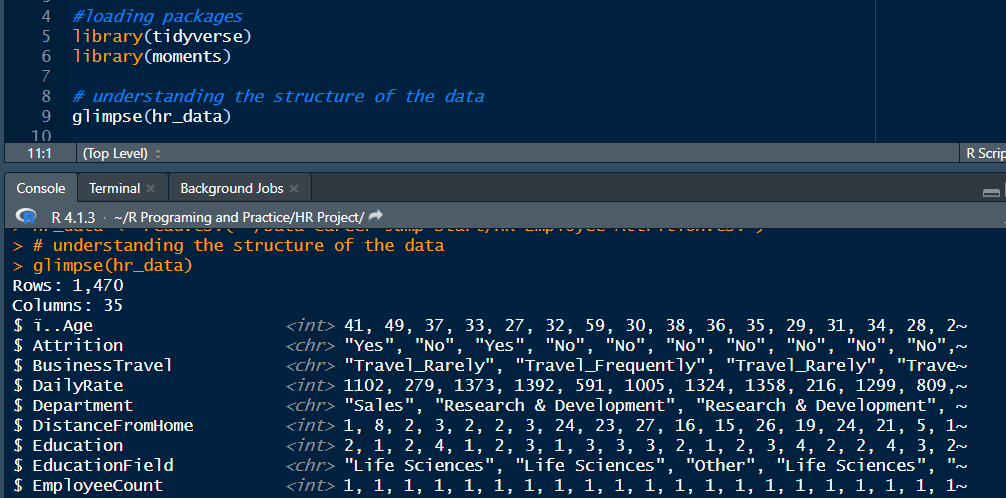 4 #loading packages
5 library(tidyverse)
6 library(moments)
7
8 # understanding the structure of the data
9 glimpse(hr_data)
10
11:1 (Top Level) R Scrip
Console Terminal Background Jobs
R 4.1.3 · ~/R Programing and Practice/HR Project/
> # understanding the structure of the data
> glimpse(hr_data)
Rows: 1,470
Columns: 35
$ i..Age <int> 41, 49, 37, 33, 27, 32, 59, 30, 38, 36, 35, 29, 31, 34, 28, 2~
$ Attrition <chr> "Yes", "No", "Yes", "No", "No", "No", "No", "No", "No", "No",~
$ BusinessTravel <chr> "Travel_Rarely", "Travel_Frequently", "Travel_Rarely", "Trave~
$ DailyRate <int> 1102, 279, 1373, 1392, 591, 1005, 1324, 1358, 216, 1299, 809,~
$ Department <chr> "Sales", "Research & Development", "Research & Development", ~
$ DistanceFromHome <int> 1, 8, 2, 3, 2, 2, 3, 24, 23, 27, 16, 15, 26, 19, 24, 21, 5, 1~
$ Education <int> 2, 1, 2, 4, 1, 2, 3, 1, 3, 3, 3, 2, 1, 2, 3, 4, 2, 2, 4, 3, 2~
$ EducationField <chr> "Life Sciences", "Life Sciences", "Other", "Life Sciences", "~
$ EmployeeCount <int> 1, 1, 1, 1, 1, 1, 1, 1, 1, 1, 1, 1, 1, 1, 1, 1, 1, 1, 1, 1, 1~